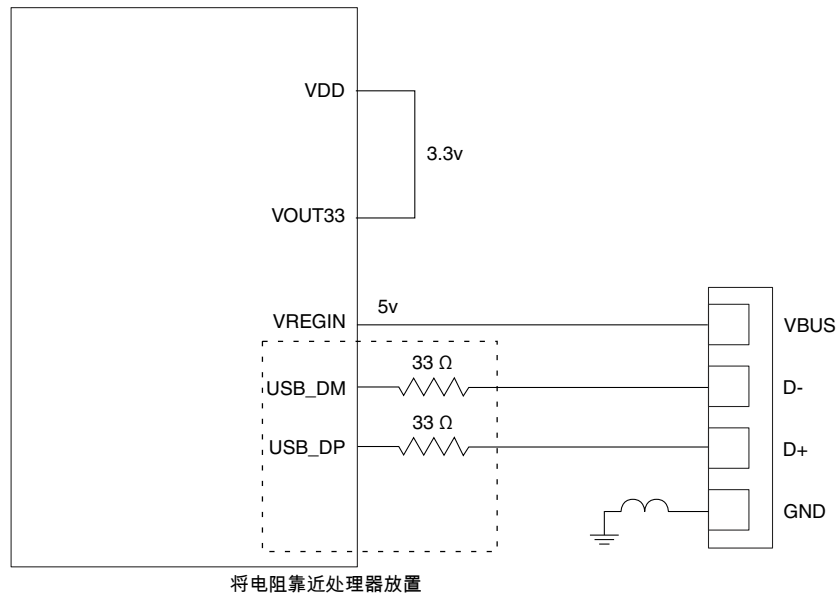 VDD
3.3v
VOUT33
VREGIN
5v
VBUS
33 Ω
USB_DM
D-
33 Ω
USB_DP
D+
GND
将电阻靠近处理器放置